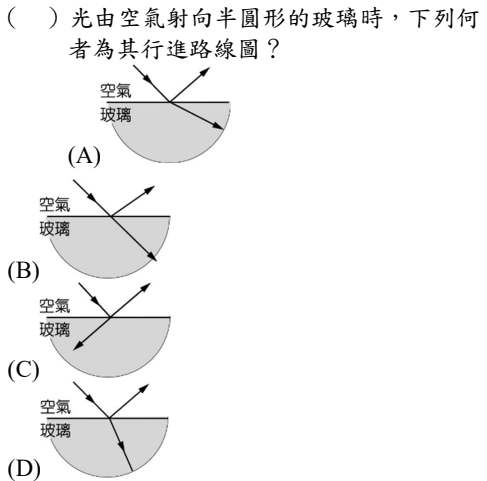 （　）光由空氣射向半圓形的玻璃時，下列何
者為其行進路線圖？
空氣
玻璃
(A)
空氣
玻璃
(B)
空氣
玻璃
(C)
空氣
玻璃
(D)